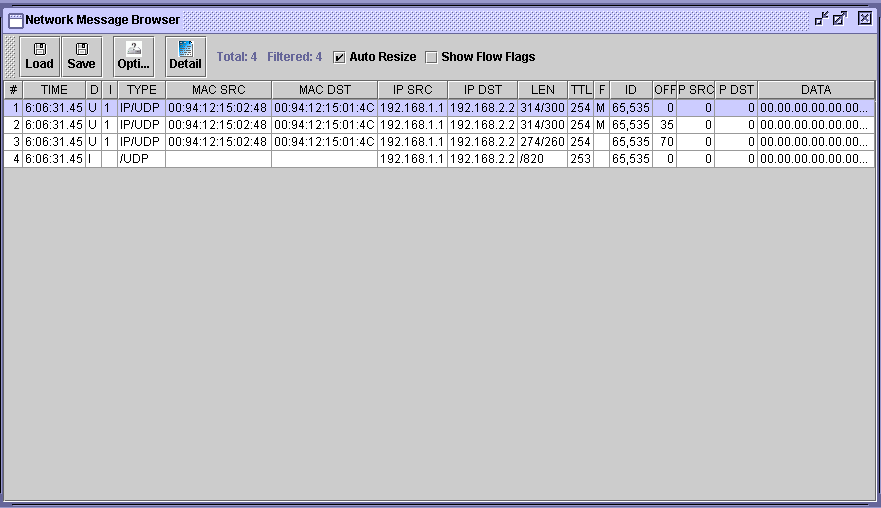 Network Message Browser
Load Save Opti... Detail Total: 4 Filtered: 4 Auto Resize Show Flow Flags
# TIME D I TYPE MAC SRC MAC DST IP SRC IP DST LEN TTL F ID OFF P SRC P DST DATA
1 6:06:31.45 U 1 IP/UDP 00:94:12:15:02:48 00:94:12:15:01:4C 192.168.1.1 192.168.2.2 314/300 254 M 65,535 0 0 0 00.00.00.00.00.00...
2 6:06:31.45 U 1 IP/UDP 00:94:12:15:02:48 00:94:12:15:01:4C 192.168.1.1 192.168.2.2 314/300 254 M 65,535 35 0 0 00.00.00.00.00.00...
3 6:06:31.45 U 1 IP/UDP 00:94:12:15:02:48 00:94:12:15:01:4C 192.168.1.1 192.168.2.2 274/260 254 65,535 70 0 0 00.00.00.00.00.00...
4 6:06:31.45 I /UDP 192.168.1.1 192.168.2.2 /820 253 65,535 0 0 0 00.00.00.00.00.00...